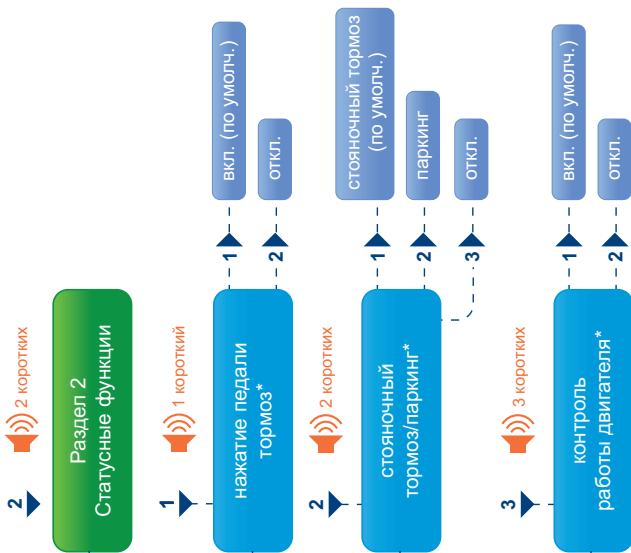 2
2 коротких
Раздел 2
Статусные функции
1
1 короткий
нажатие педали
тормоз*
1
вкл. (по умолч.)
2
откл.
2
2 коротких
стояночный
тормоз/паркинг*
1
стояночный тормоз
(по умолч.)
2
паркинг
3
откл.
3
3 коротких
контроль
работы двигателя*
1
вкл. (по умолч.)
2
откл.